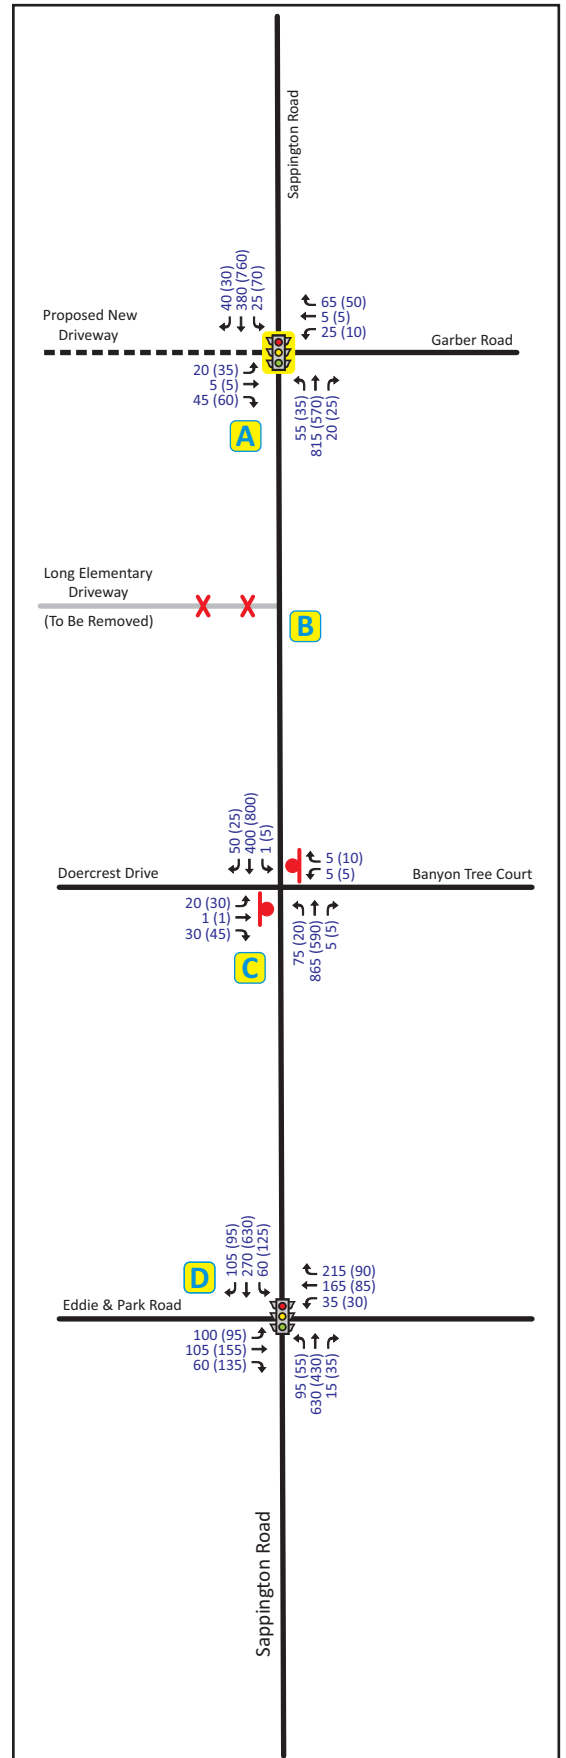 Sappington Road
40 (30)
380 (760)
25 (70)
65 (50)
5 (5)
25 (10)
Proposed New
Driveway
Garber Road
20 (35)
5 (5)
45 (60)
55 (35)
815 (570)
20 (25)
A
Long Elementary
Driveway
(To Be Removed)
B
50 (25)
400 (800)
1 (5)
5 (10)
5 (5)
Doercrest Drive
Banyon Tree Court
20 (30)
1 (1)
30 (45)
75 (20)
865 (590)
5 (5)
C
105 (95)
270 (630)
60 (125)
D
215 (90)
165 (85)
35 (30)
Eddie & Park Road
100 (95)
105 (155)
60 (135)
95 (55)
630 (430)
15 (35)
Sappington Road